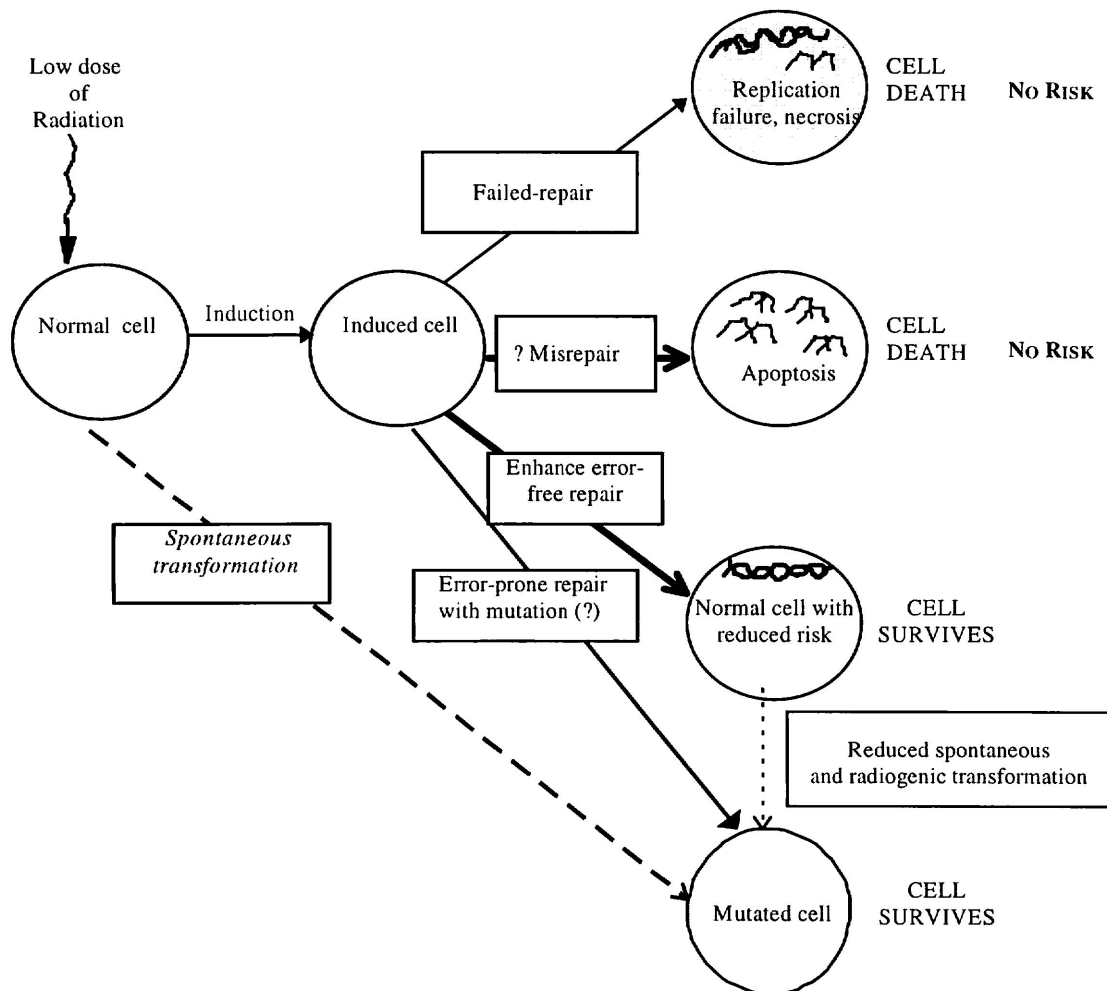 Low dose
of
Radiation
Normal cell
Induction
Induced cell
Failed-repair
Replication
failure, necrosis
CELL
DEATH
NO RISK
? Misrepair
Apoptosis
CELL
DEATH
NO RISK
Enhance error-
free repair
Spontaneous
transformation
Error-prone repair
with mutation (?)
Normal cell with
reduced risk
CELL
SURVIVES
Reduced spontaneous
and radiogenic transformation
Mutated cell
CELL
SURVIVES